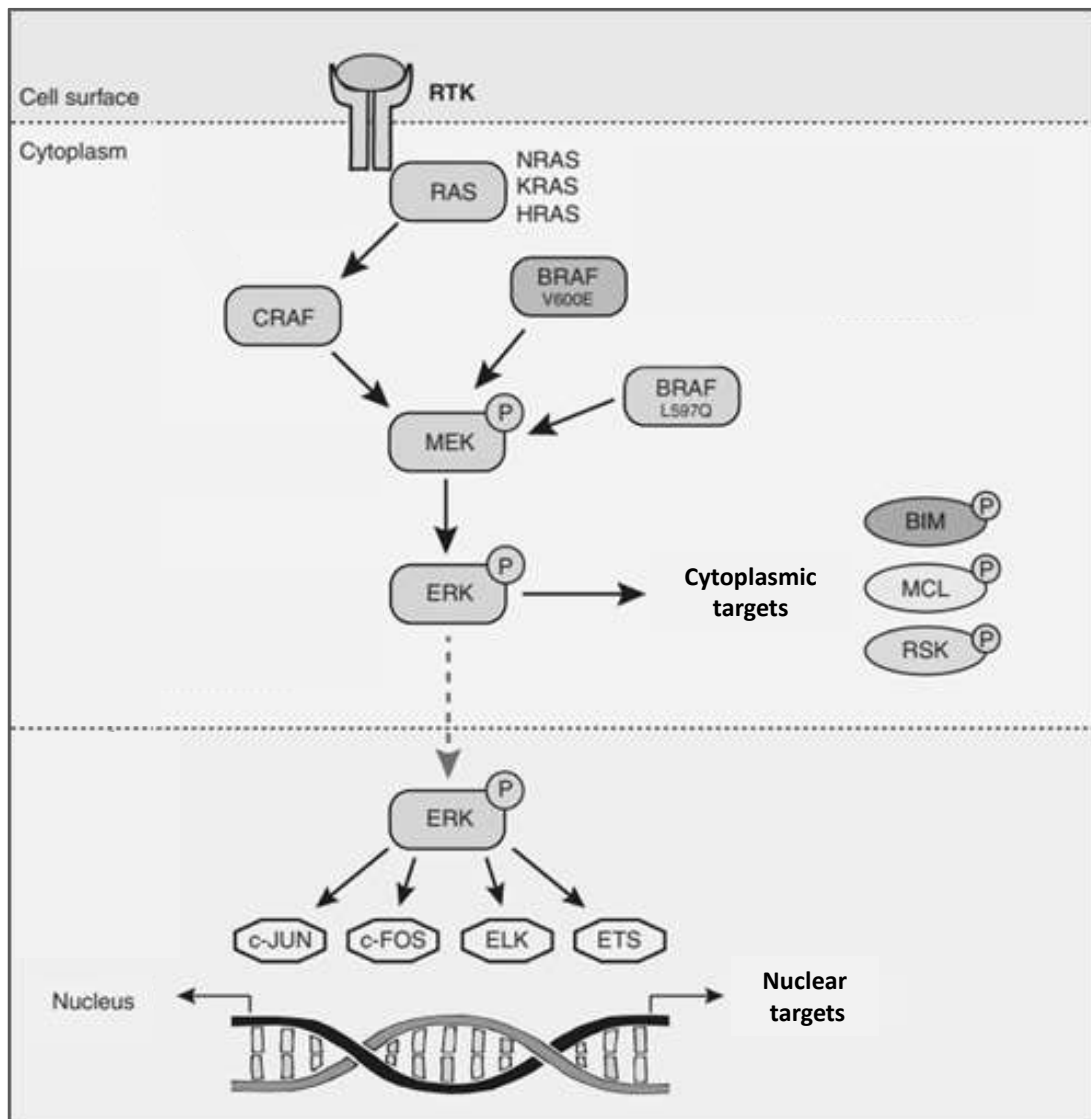 Cell surface
RTK
Cytoplasm
RAS
NRAS
KRAS
HRAS
CRAF
BRAF
V600E
BRAF
L597Q
P
MEK
P
ERK
Cytoplasmic
targets
P
BIM
P
MCL
P
RSK
P
ERK
c-JUN
c-FOS
ELK
ETS
Nucleus
Nuclear
targets